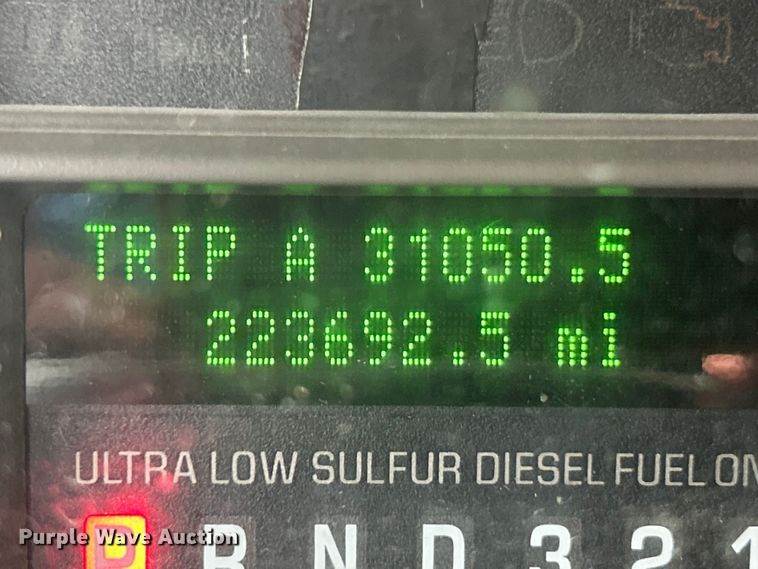 TRIP A 31050.5
223692.5 mi
ULTRA LOW SULFUR DIESEL FUEL ON
P R N D 3 2 1
Purple Wave Auction